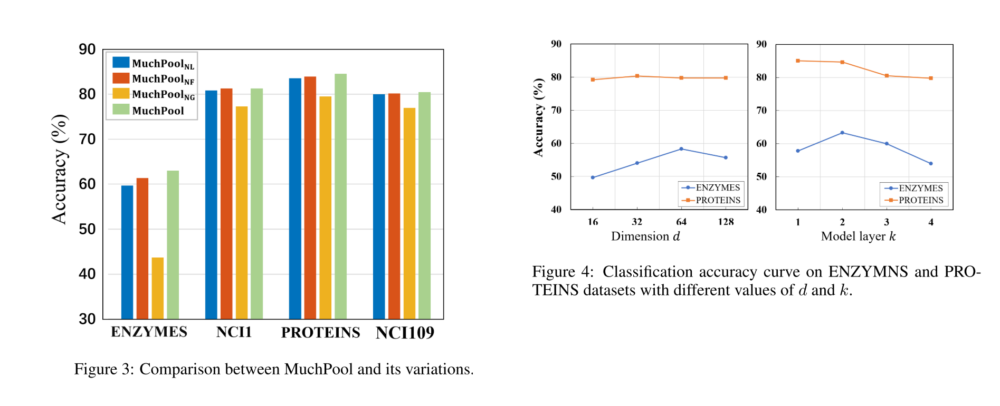 90
80
70
60
50
40
30
Accuracy (%)
MuchPool_NL
MuchPool_NF
MuchPool_NG
MuchPool
ENZYMES NCI1 PROTEINS NCI109
Figure 3: Comparison between MuchPool and its variations.
90
80
70
60
50
40
Accuracy (%)
ENZYMES
PROTEINS
16 32 64 128
Dimension d
90
80
70
60
50
40
ENZYMES
PROTEINS
1 2 3 4
Model layer k
Figure 4: Classification accuracy curve on ENZYMNS and PRO-
TEINS datasets with different values of d and k.